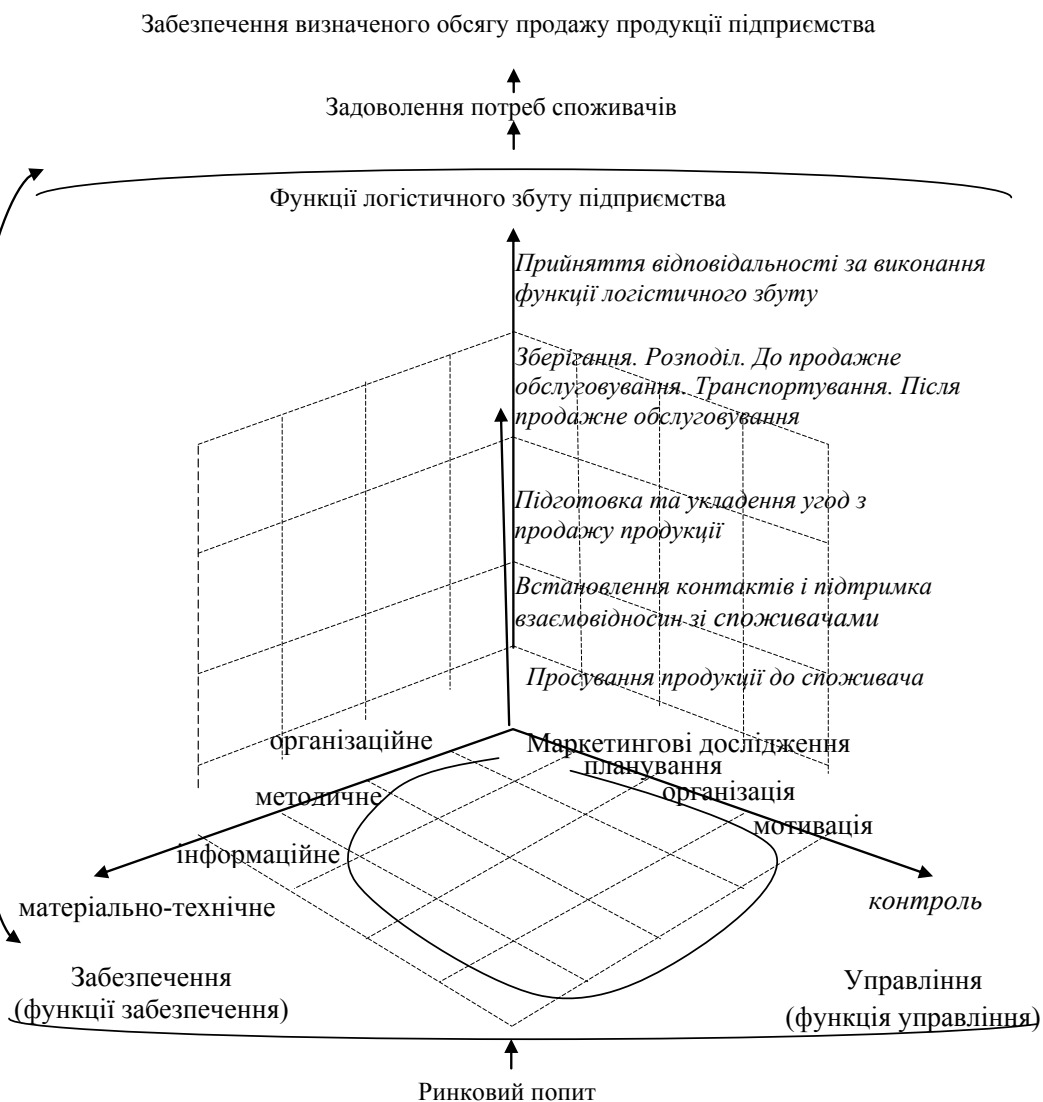 Забезпечення визначеного обсягу продажу продукції підприємства
Задоволення потреб споживачів
Функції логістичного збуту підприємства
Прийняття відповідальності за виконання
функції логістичного збуту
Зберігання. Розподіл. До продажне
обслуговування. Транспортування. Після
продажне обслуговування
Підготовка та укладення угод з
продажу продукції
Встановлення контактів і підтримка
взаємовідносин зі споживачами
Просування продукції до споживача
Маркетингові дослідження
організаційне
методичне
інформаційне
матеріально-технічне
планування
організація
мотивація
контроль
Забезпечення
(функції забезпечення)
Управління
(функція управління)
Ринковий попит